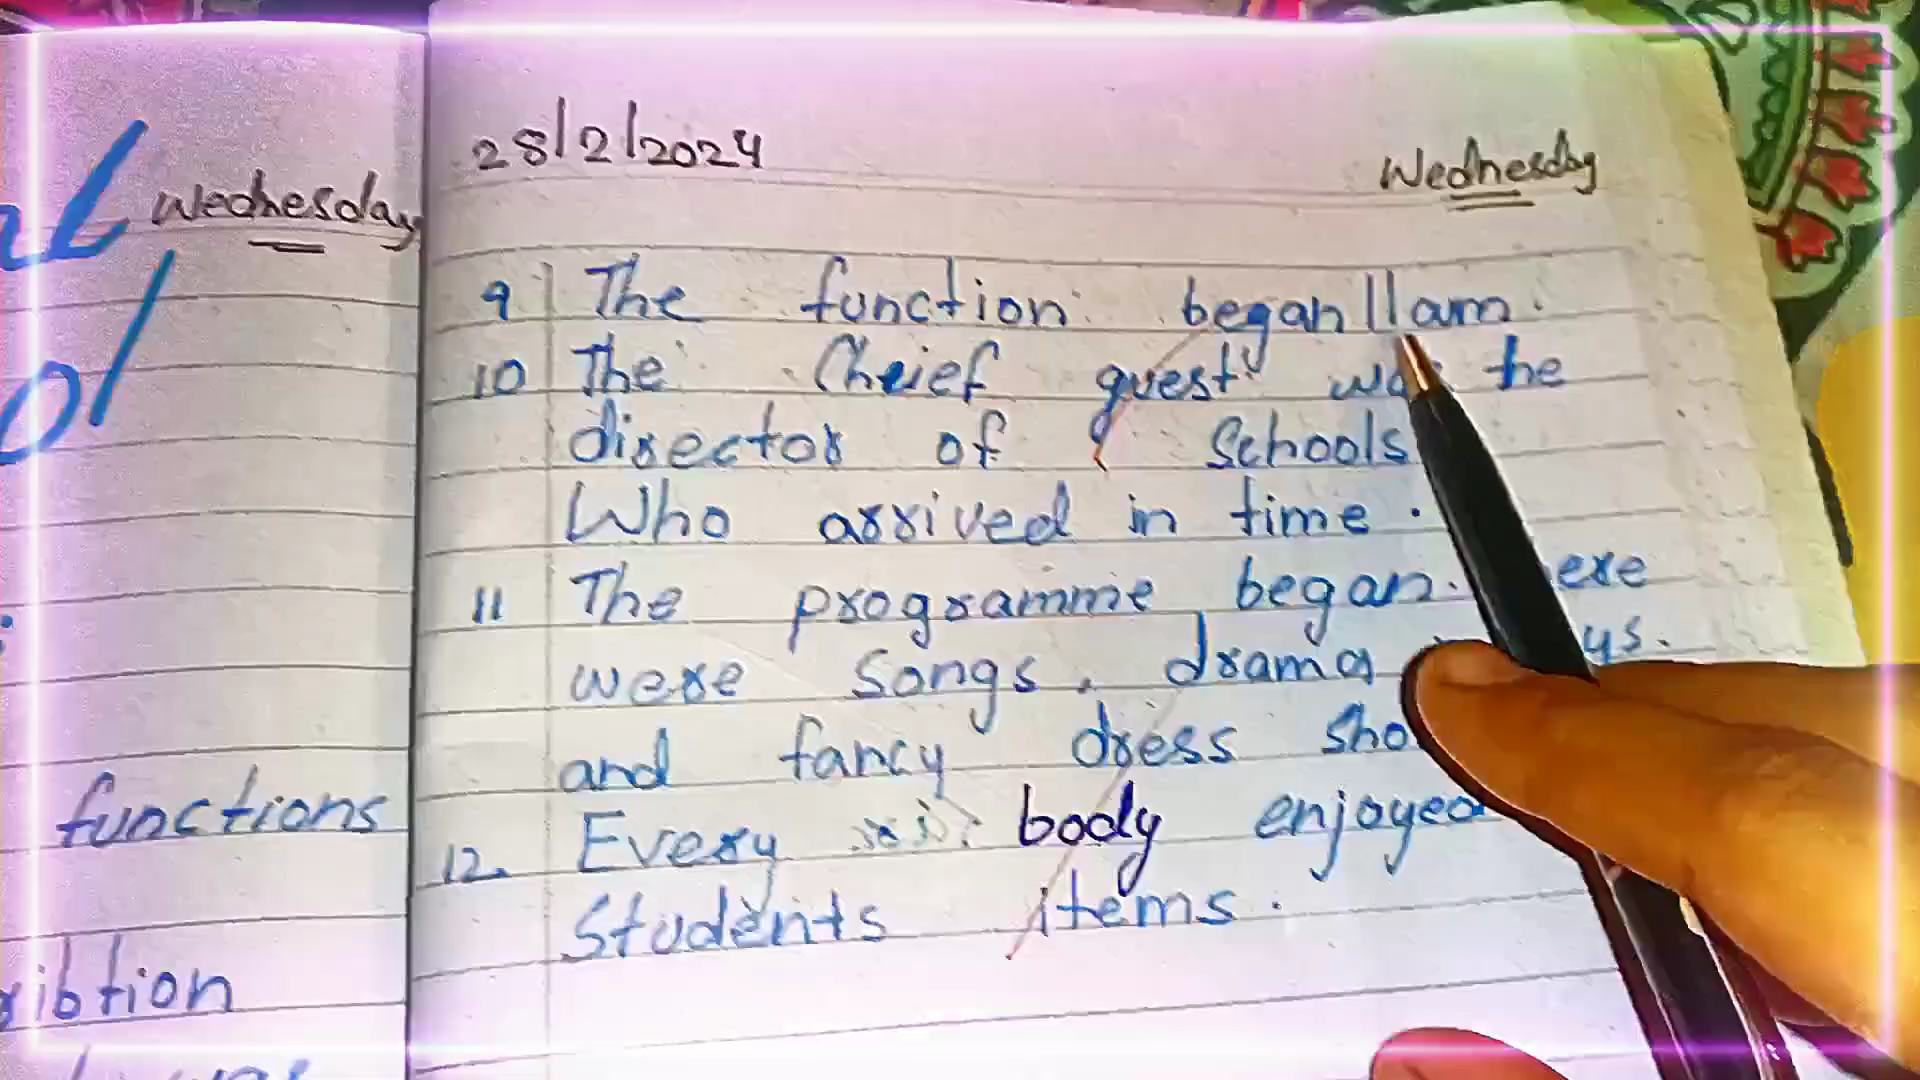 Wednesday
functions
28/2/2024 Wednesday
9 The function began 11am.
10 The Cheief guest was the
director of Schools
Who arrived in time.
11 The programme began.
were songs, drama
and fancy dress
12. Every body enjoyed
Students items.